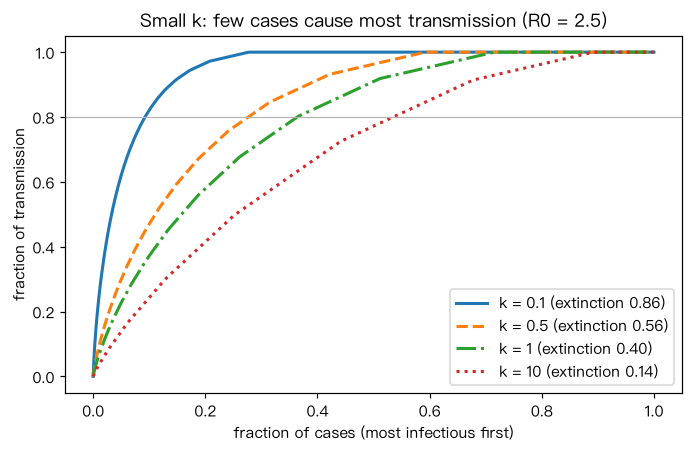 Small k: few cases cause most transmission (R0 = 2.5)
fraction of transmission
1.0
0.8
0.6
0.4
0.2
0.0
k = 0.1 (extinction 0.86)
k = 0.5 (extinction 0.56)
k = 1 (extinction 0.40)
k = 10 (extinction 0.14)
0.0 0.2 0.4 0.6 0.8 1.0
fraction of cases (most infectious first)